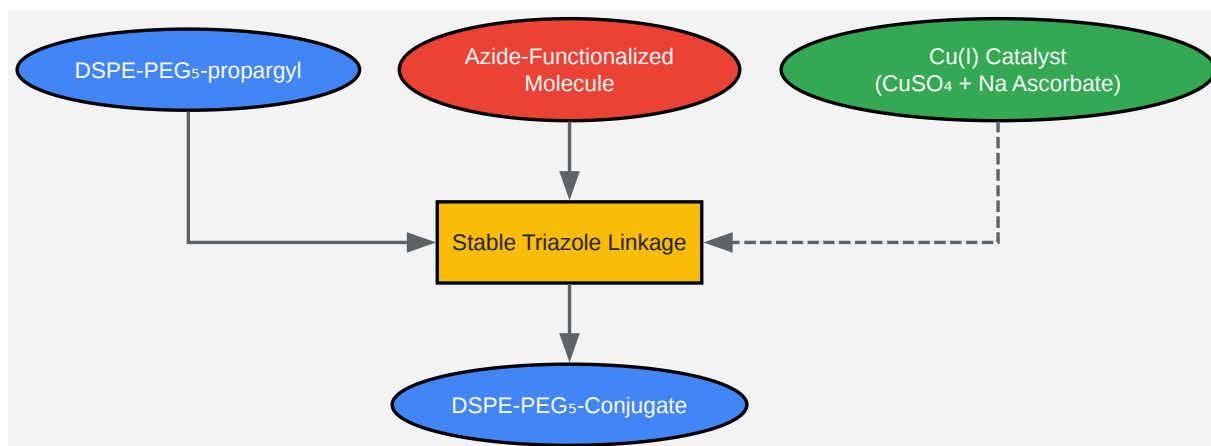 DSPE-PEG₅-propargyl
Azide-Functionalized
Molecule
Cu(I) Catalyst
(CuSO₄ + Na Ascorbate)
Stable Triazole Linkage
DSPE-PEG₅-Conjugate